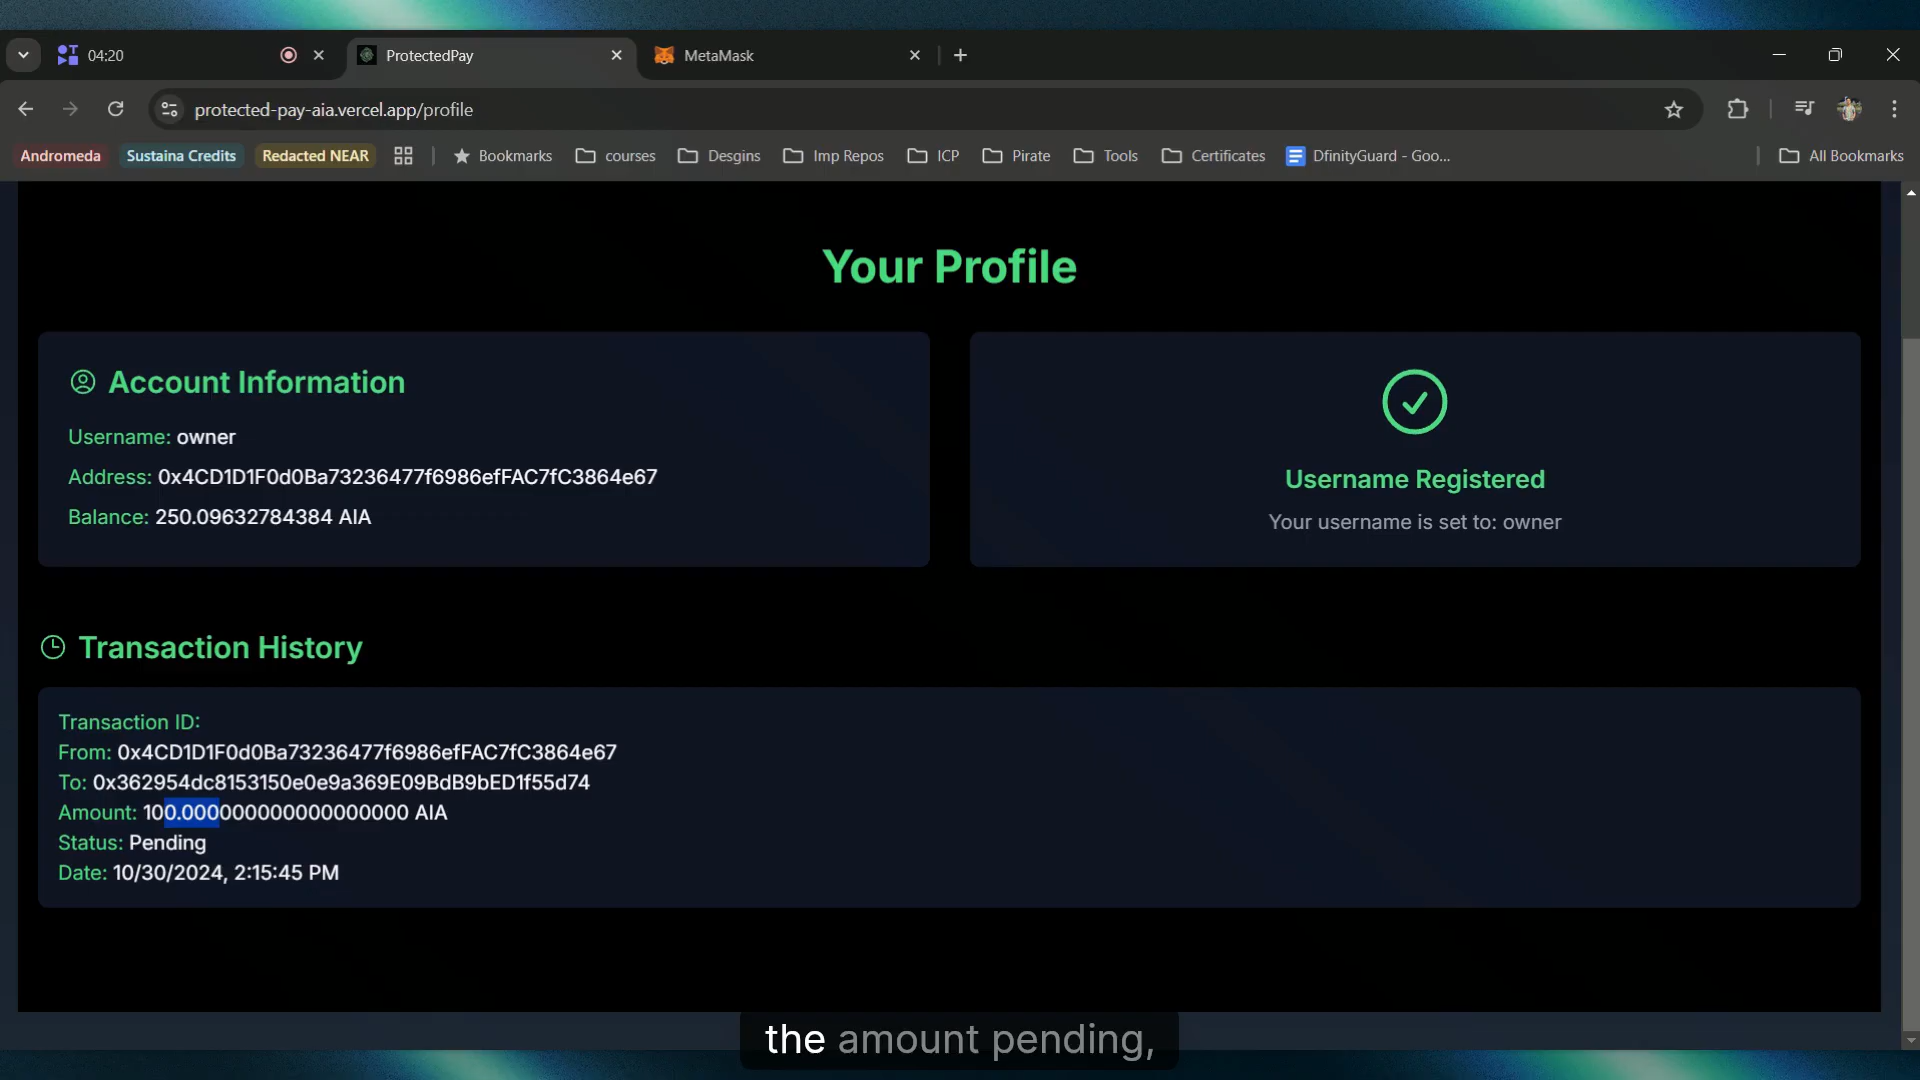 04:20
ProtectedPay
MetaMask
protected-pay-aia.vercel.app/profile
Andromeda
Sustaina Credits
Redacted NEAR
Bookmarks
courses
Desgins
Imp Repos
ICP
Pirate
Tools
Certificates
DfinityGuard - Goo...
All Bookmarks
Your Profile
Account Information
Username: owner
Address: 0x4CD1D1F0d0Ba73236477f6986efFAC7fC3864e67
Balance: 250.09632784384 AIA
Username Registered
Your username is set to: owner
Transaction History
Transaction ID:
From: 0x4CD1D1F0d0Ba73236477f6986efFAC7fC3864e67
To: 0x362954dc8153150e0e9a369E09BdB9bED1f55d74
Amount: 100.000000000000000000 AIA
Status: Pending
Date: 10/30/2024, 2:15:45 PM
the amount pending,